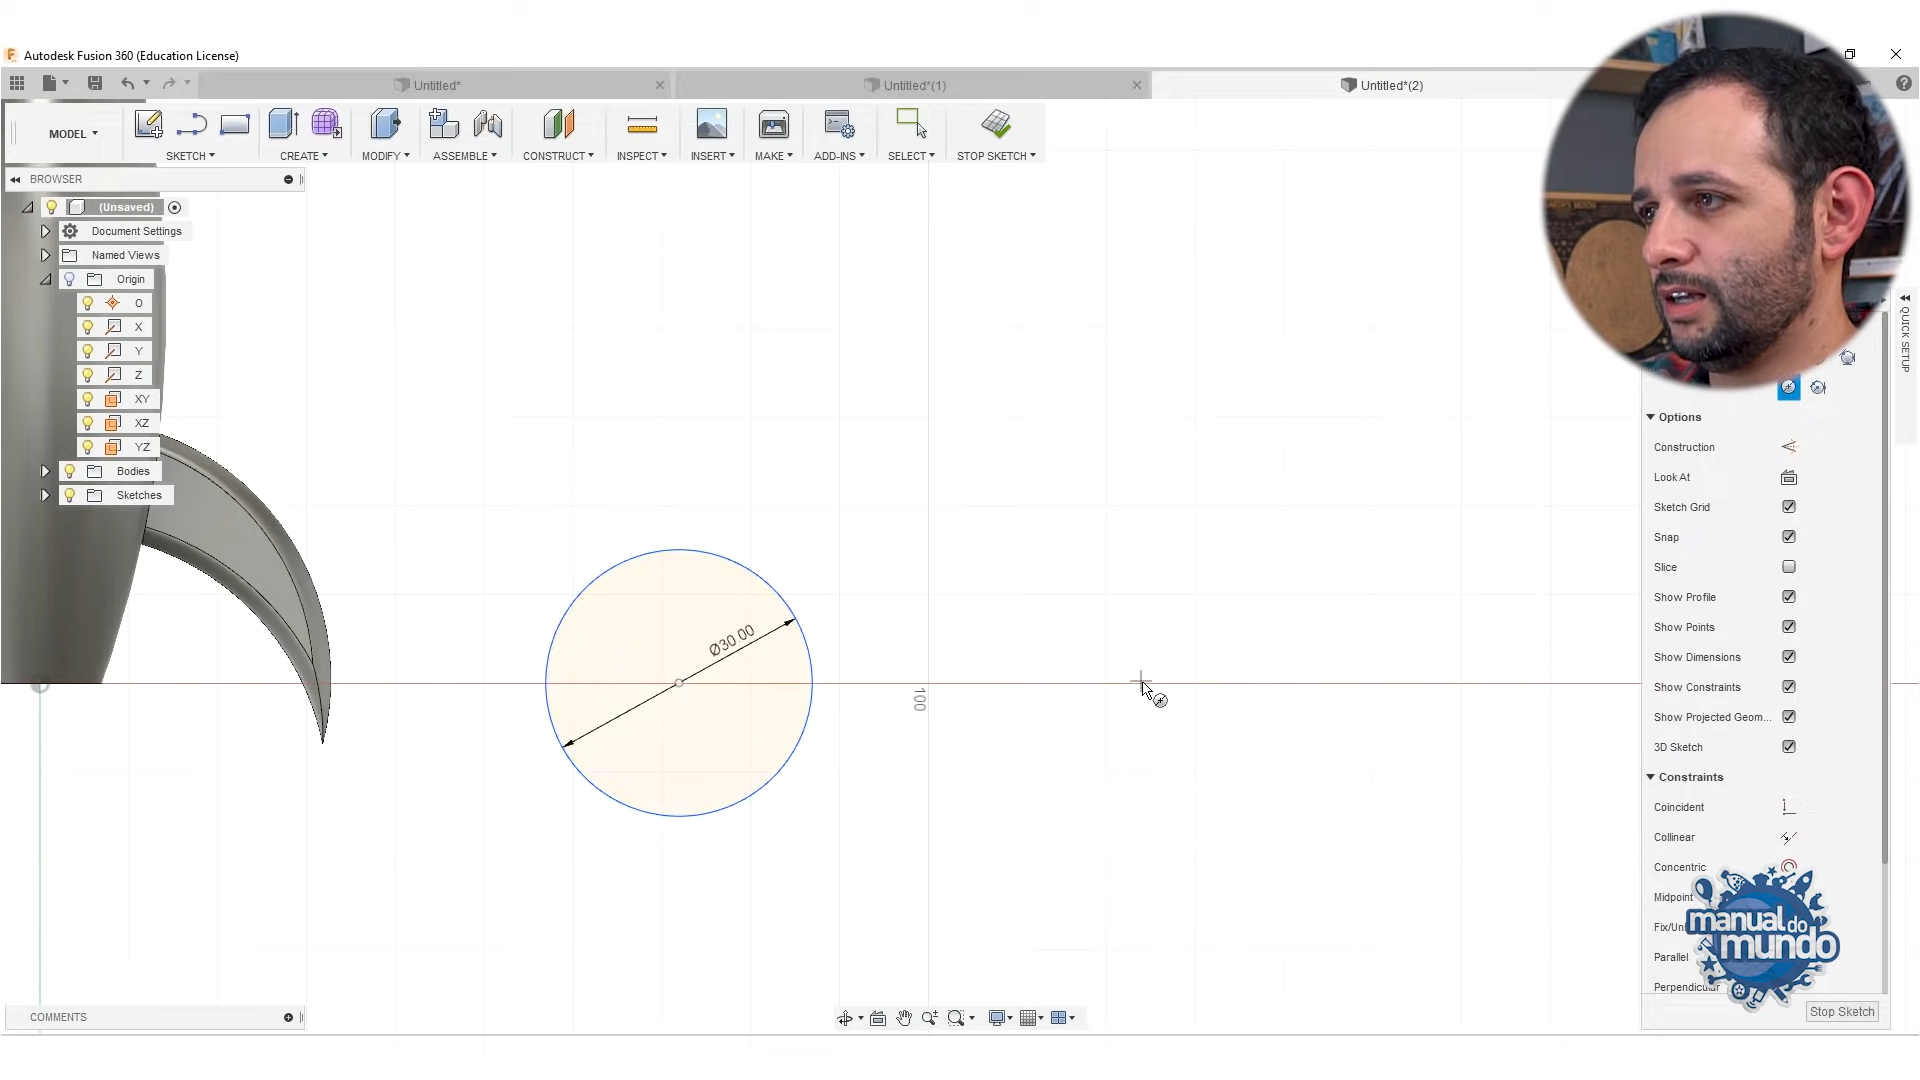 Autodesk Fusion 360 (Education License)
Untitled*
Untitled*(1)
Untitled*(2)
MODEL
SKETCH
CREATE
MODIFY
ASSEMBLE
CONSTRUCT
INSPECT
INSERT
MAKE
ADD-INS
SELECT
STOP SKETCH
BROWSER
(Unsaved)
Document Settings
Named Views
Origin
O
X
Y
Z
XY
XZ
YZ
Bodies
Sketches
Ø30.00
100
QUICK SETUP
Options
Construction
Look At
Sketch Grid
Snap
Slice
Show Profile
Show Points
Show Dimensions
Show Constraints
Show Projected Geom...
3D Sketch
Constraints
Coincident
Collinear
Concentric
Midpoint
Parallel
Perpendicular
manual do
mundo
Stop Sketch
COMMENTS